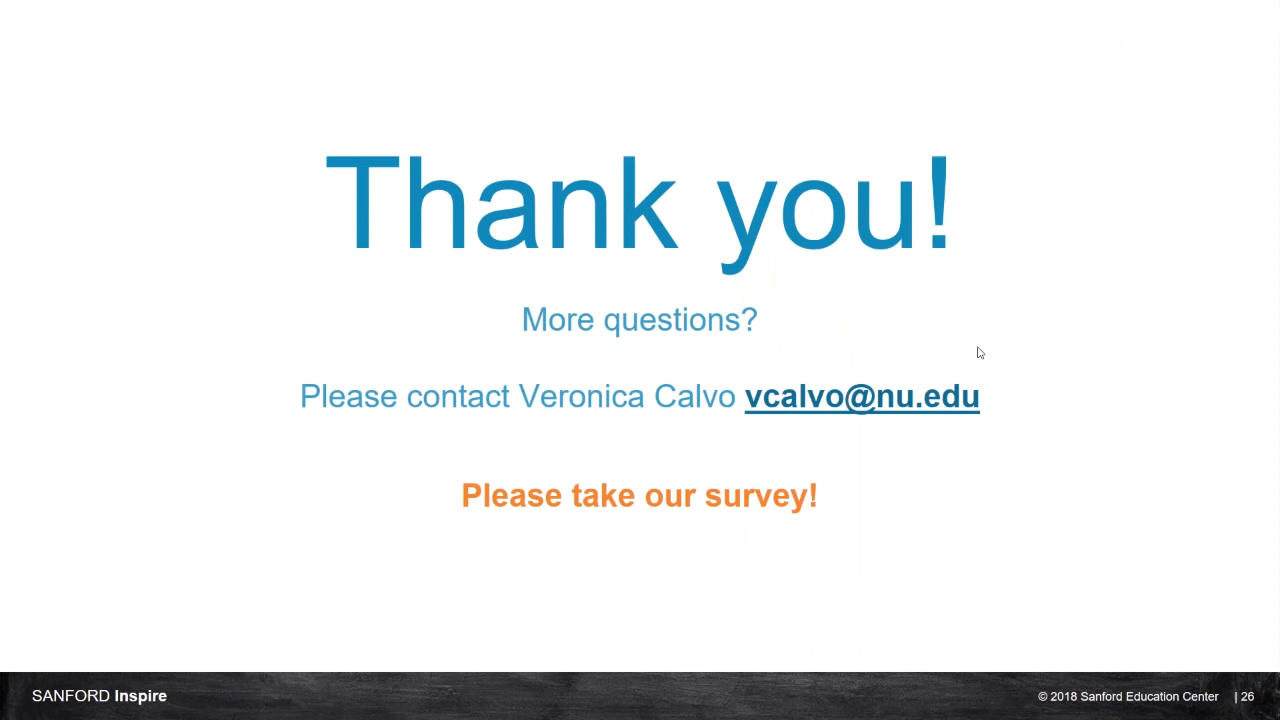 Thank you!
More questions?
Please contact Veronica Calvo vcalvo@nu.edu
Please take our survey!
SANFORD Inspire
© 2018 Sanford Education Center | 26